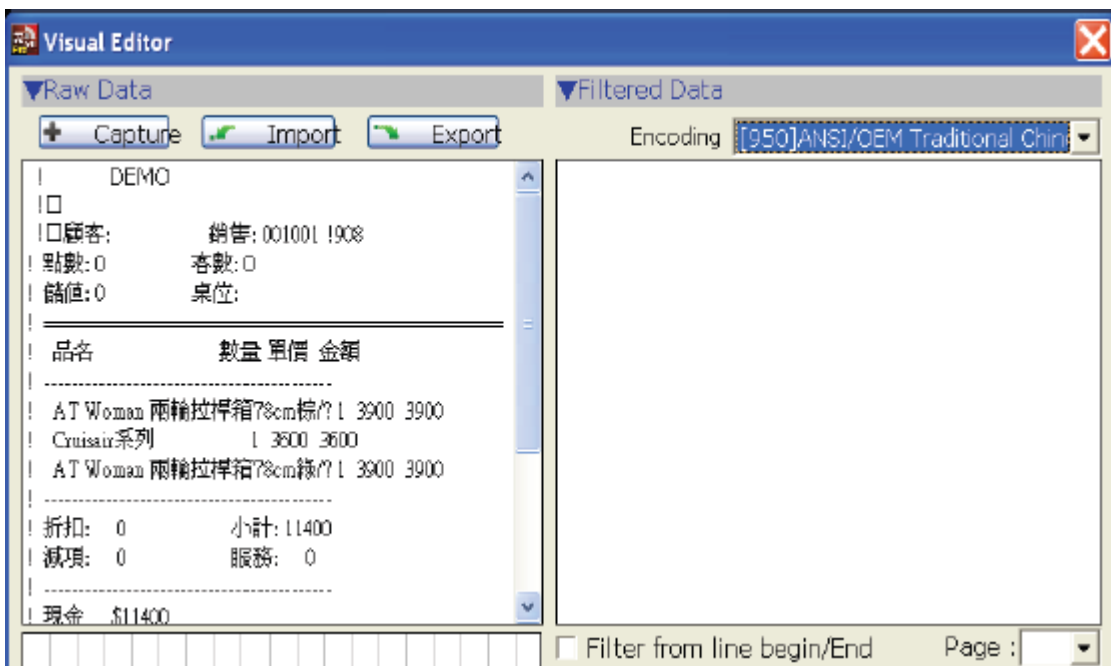 Visual Editor
Raw Data
Capture Import Export
! DEMO
!□
!□顧客: 銷售: 001001 !908
! 點數: 0 客數: 0
! 儲值: 0 桌位:
! ========================================
! 品名 數量 單價 金額
! ----------------------------------------
! AT Woman 兩輪拉桿箱78cm棕/? 1 3900 3900
! Cruisair系列 1 3600 3600
! AT Woman 兩輪拉桿箱78cm綠/? 1 3900 3900
! ----------------------------------------
! 折扣: 0 小計: 11400
! 減項: 0 服務: 0
! ----------------------------------------
! 現金 $11400
Filtered Data
Encoding [950]ANSI/OEM Traditional Chin
Filter from line begin/End Page :